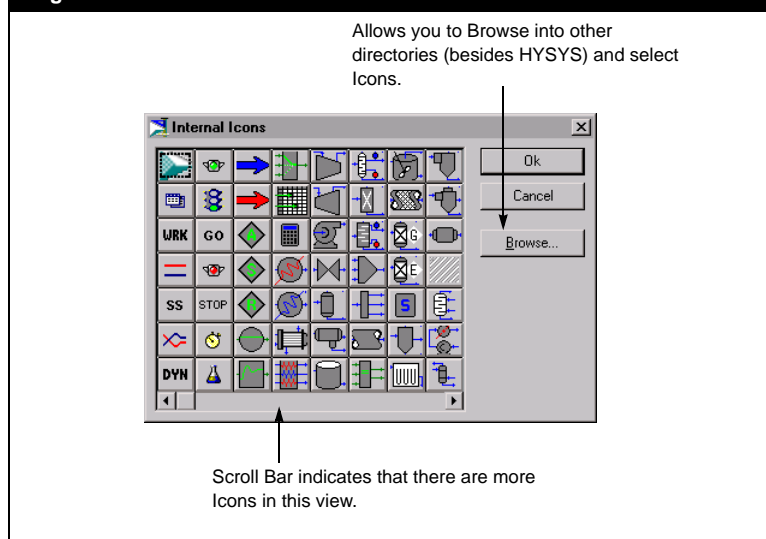 Allows you to Browse into other
directories (besides HYSYS) and select
Icons.
Internal Icons
Ok
Cancel
WRK GO G
Browse...
E
SS STOP S
DYN
Scroll Bar indicates that there are more
Icons in this view.